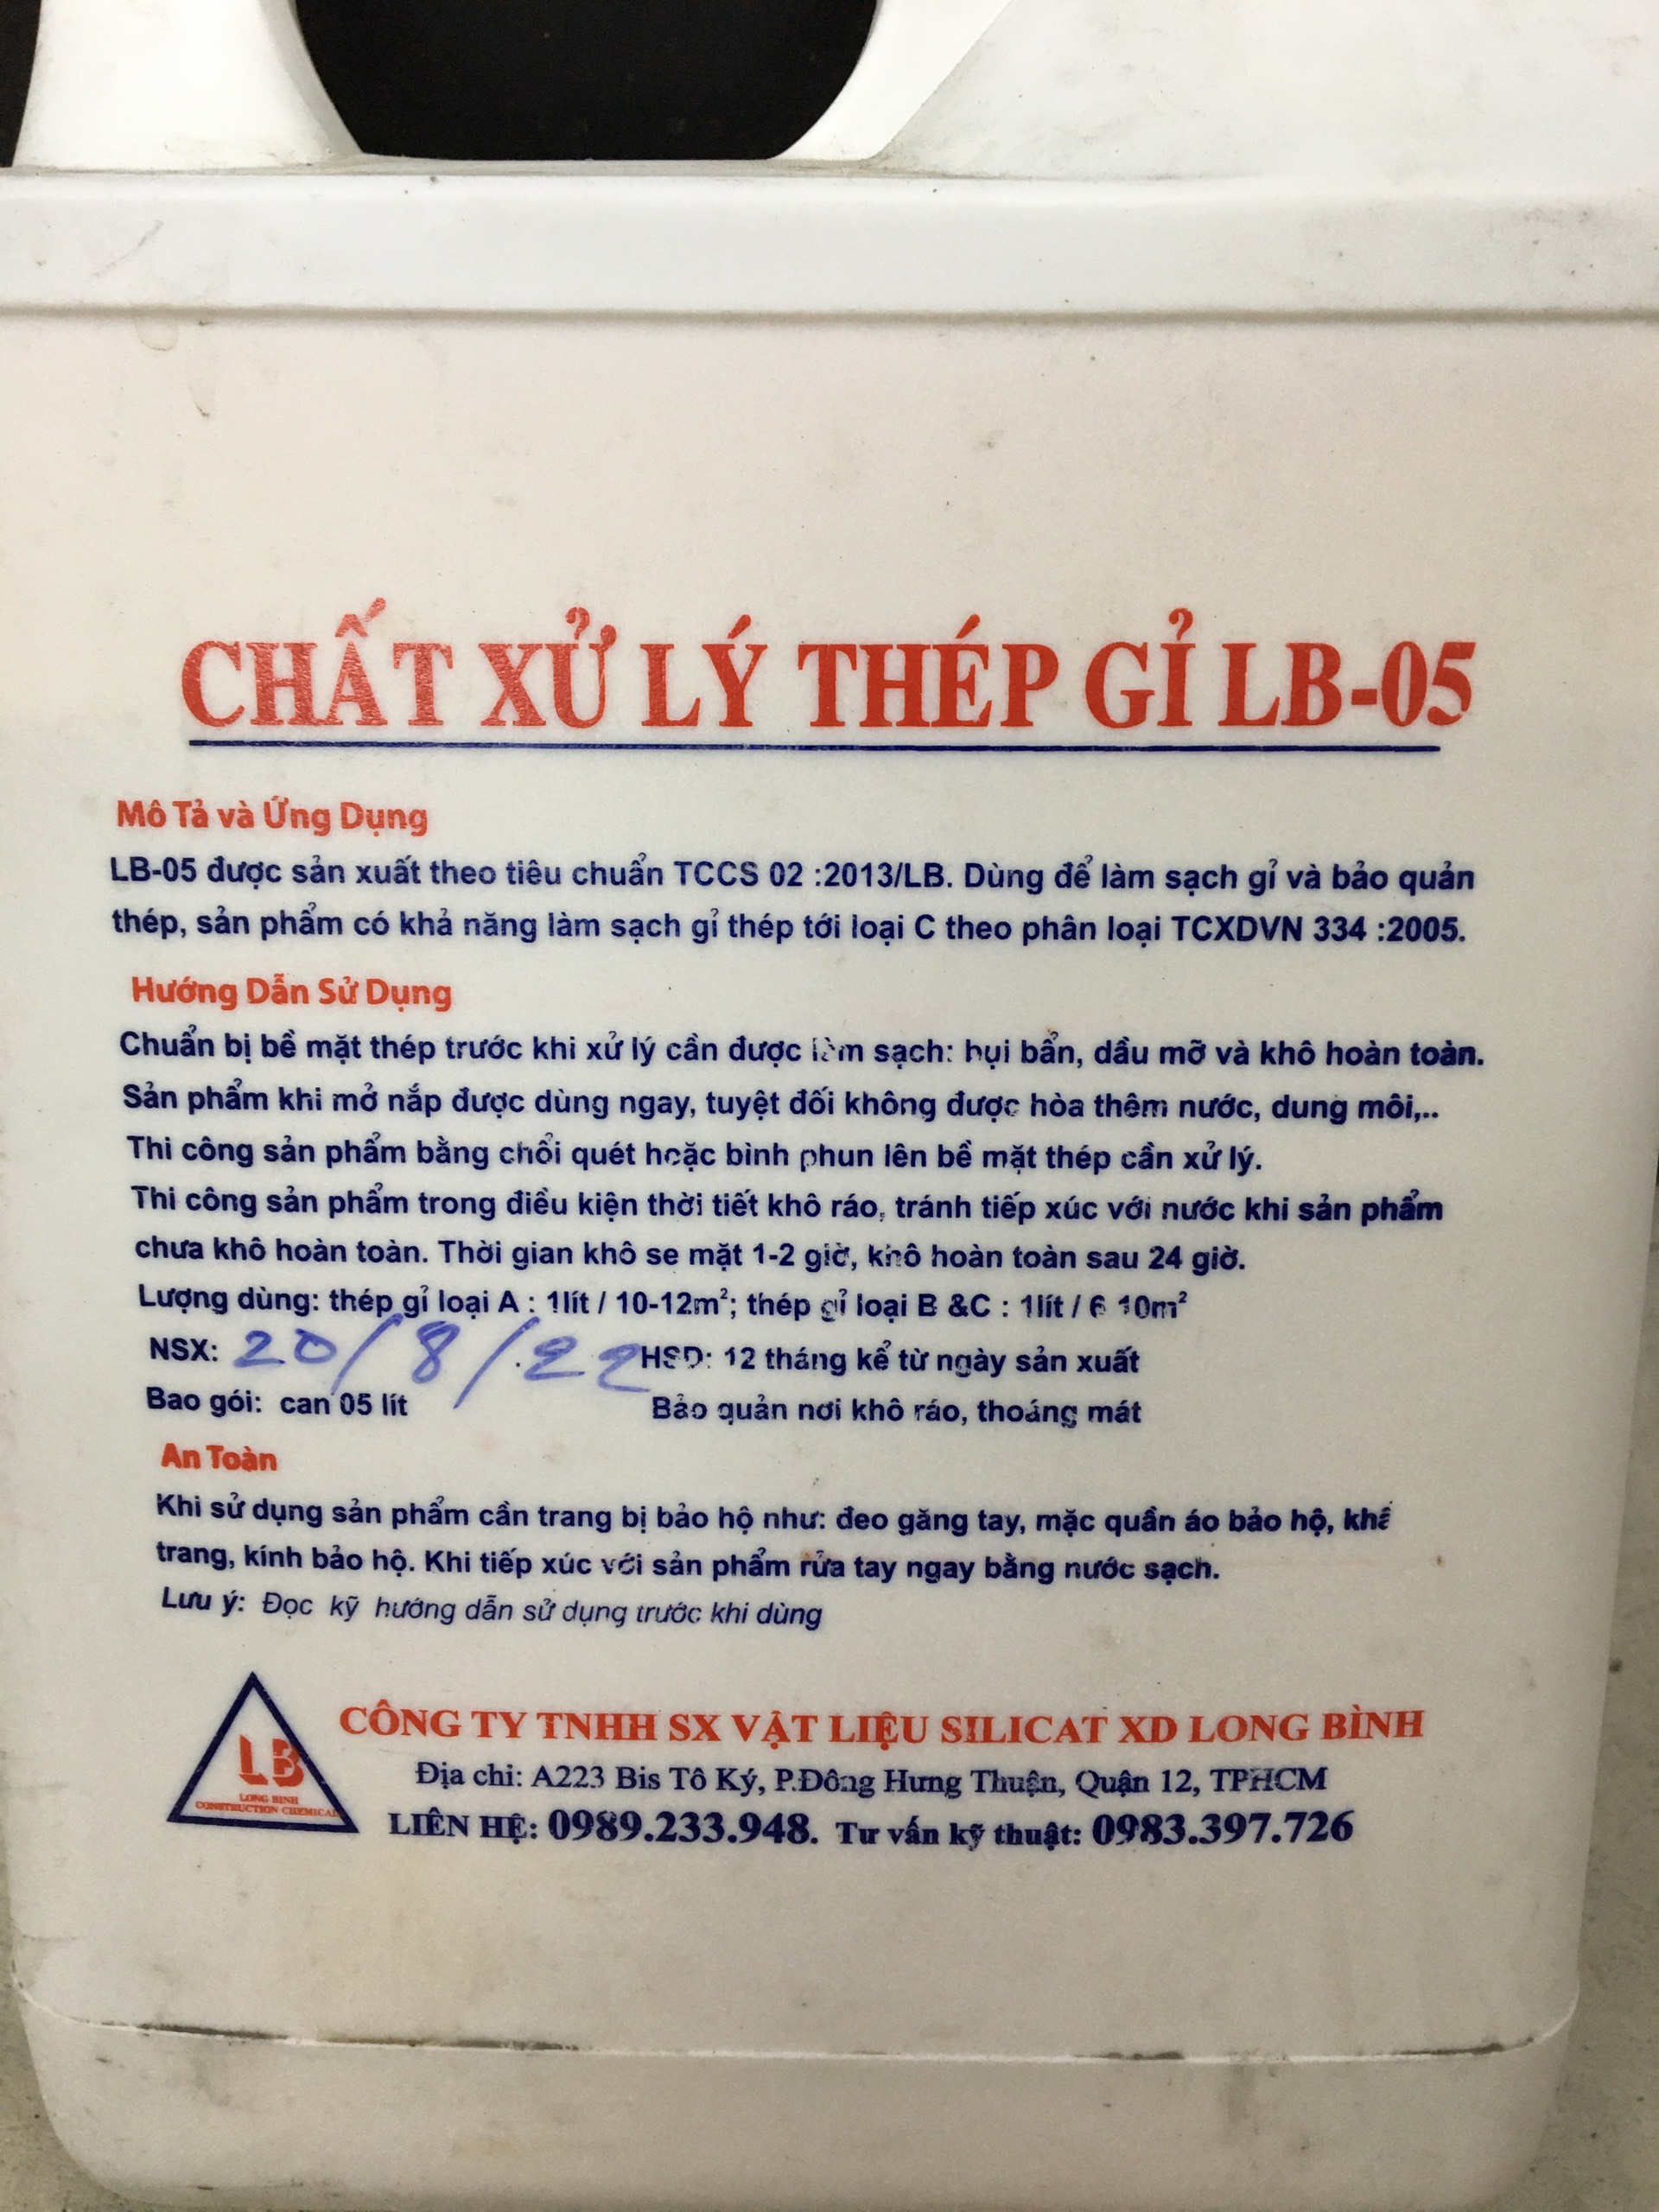 CHẤT XỬ LÝ THÉP GỈ LB-05
Mô Tả và Ứng Dụng
LB-05 được sản xuất theo tiêu chuẩn TCCS 02 :2013/LB. Dùng để làm sạch gỉ và bảo quản
thép, sản phẩm có khả năng làm sạch gỉ thép tới loại C theo phân loại TCXDVN 334 :2005.
Hướng Dẫn Sử Dụng
Chuẩn bị bề mặt thép trước khi xử lý cần được làm sạch: bụi bẩn, dầu mỡ và khô hoàn toàn.
Sản phẩm khi mở nắp được dùng ngay, tuyệt đối không được hòa thêm nước, dung môi,..
Thi công sản phẩm bằng chổi quét hoặc bình phun lên bề mặt thép cần xử lý.
Thi công sản phẩm trong điều kiện thời tiết khô ráo, tránh tiếp xúc với nước khi sản phẩm
chưa khô hoàn toàn. Thời gian khô se mặt 1-2 giờ, khô hoàn toàn sau 24 giờ.
Lượng dùng: thép gỉ loại A : 1lít / 10-12m²; thép gỉ loại B &C : 1lít / 6 10m²
NSX: 20/8/22 HSD: 12 tháng kể từ ngày sản xuất
Bao gói: can 05 lít Bảo quản nơi khô ráo, thoáng mát
An Toàn
Khi sử dụng sản phẩm cần trang bị bảo hộ như: đeo găng tay, mặc quần áo bảo hộ, khẩ
trang, kính bảo hộ. Khi tiếp xúc với sản phẩm rửa tay ngay bằng nước sạch.
Lưu ý: Đọc kỹ hướng dẫn sử dụng trước khi dùng
LB
LONG BINH
CONSTRUCTION CHEMICAL
CÔNG TY TNHH SX VẬT LIỆU SILICAT XD LONG BÌNH
Địa chỉ: A223 Bis Tô Ký, P.Đông Hưng Thuận, Quận 12, TPHCM
LIÊN HỆ: 0989.233.948. Tư vấn kỹ thuật: 0983.397.726